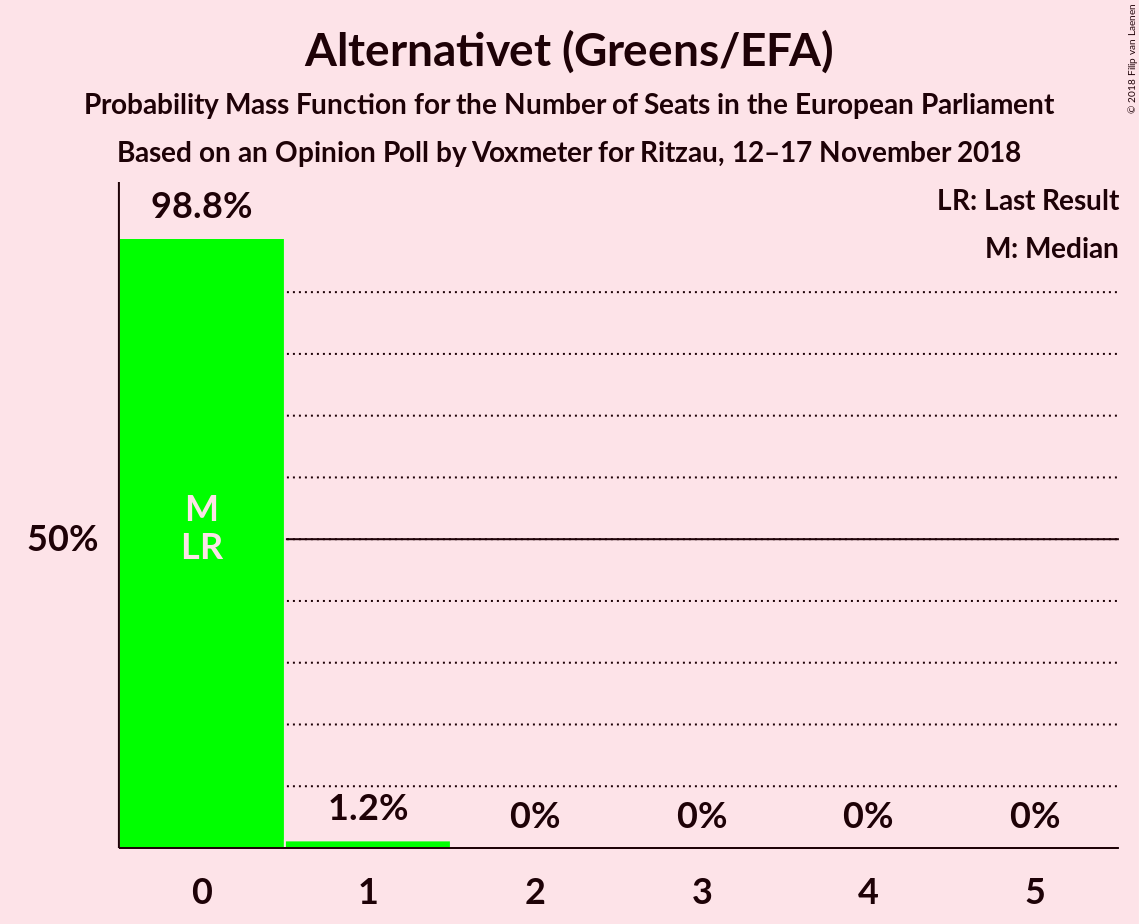 Alternativet (Greens/EFA)
Probability Mass Function for the Number of Seats in the European Parliament
Based on an Opinion Poll by Voxmeter for Ritzau, 12–17 November 2018
© 2018 Filip van Laenen
LR: Last Result
M: Median
98.8%
M
LR
50%
1.2%
0%
0%
0%
0%
0
1
2
3
4
5